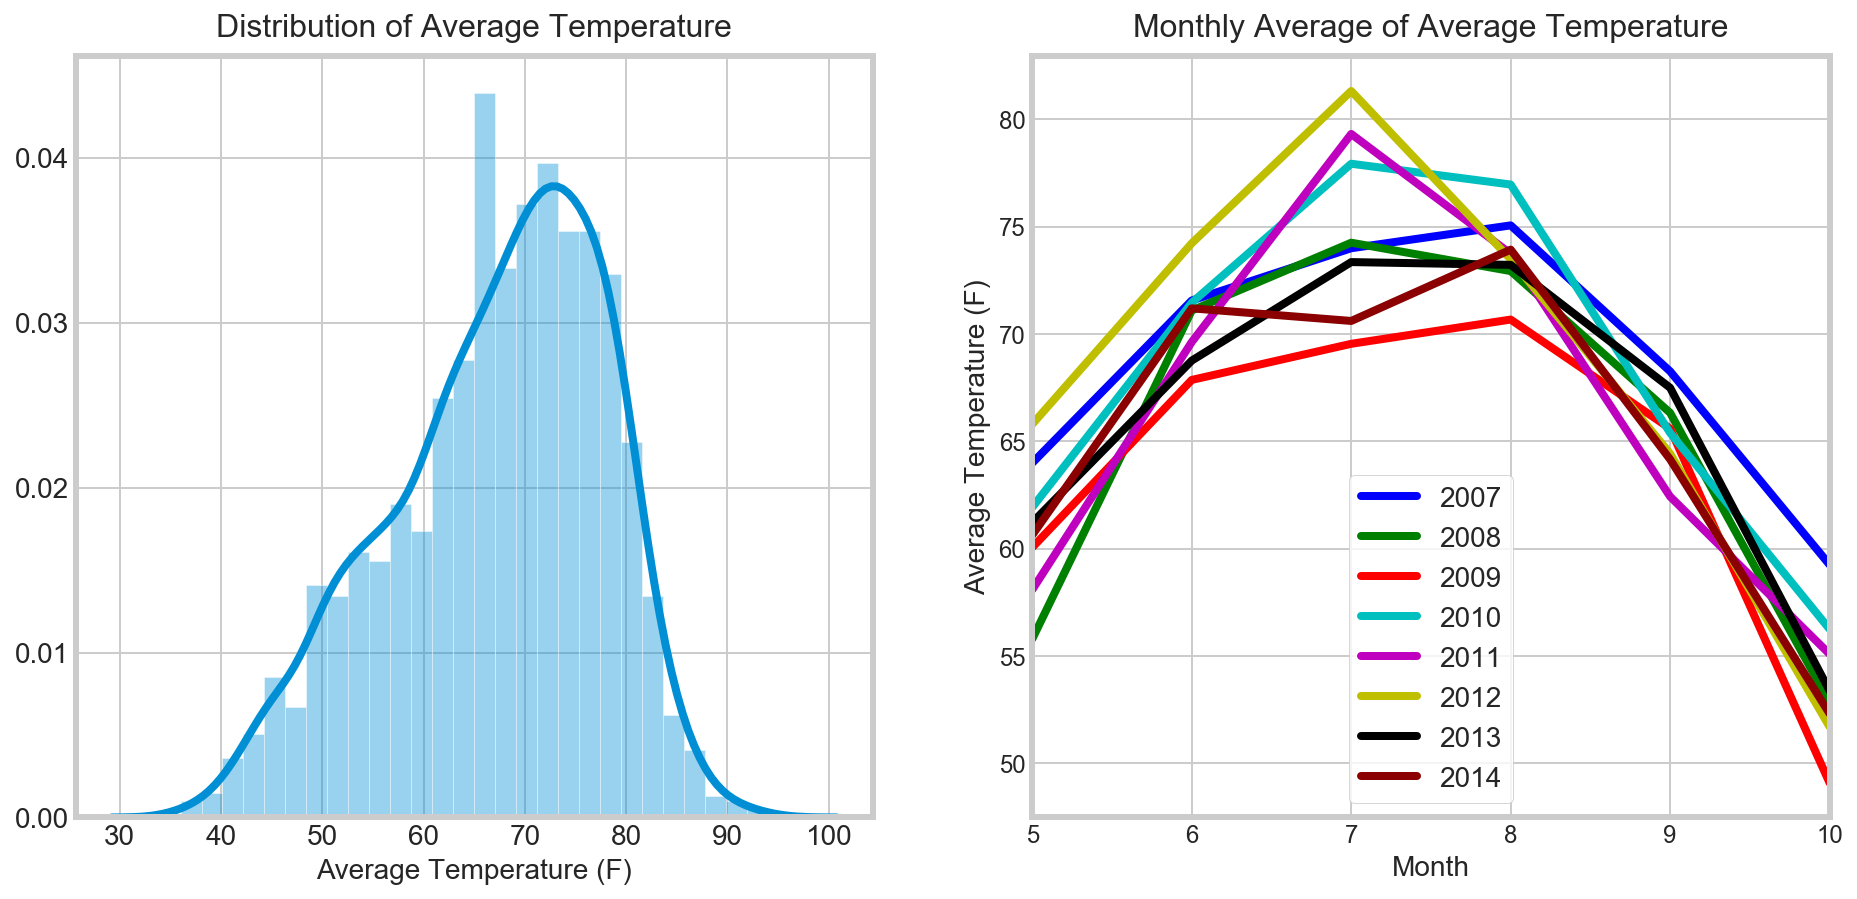 Distribution of Average Temperature
0.04
0.03
0.02
0.01
0.00
30 40 50 60 70 80 90 100
Average Temperature (F)
Monthly Average of Average Temperature
Average Temperature (F)
80
75
70
65
60
55
50
2007
2008
2009
2010
2011
2012
2013
2014
5 6 7 8 9 10
Month